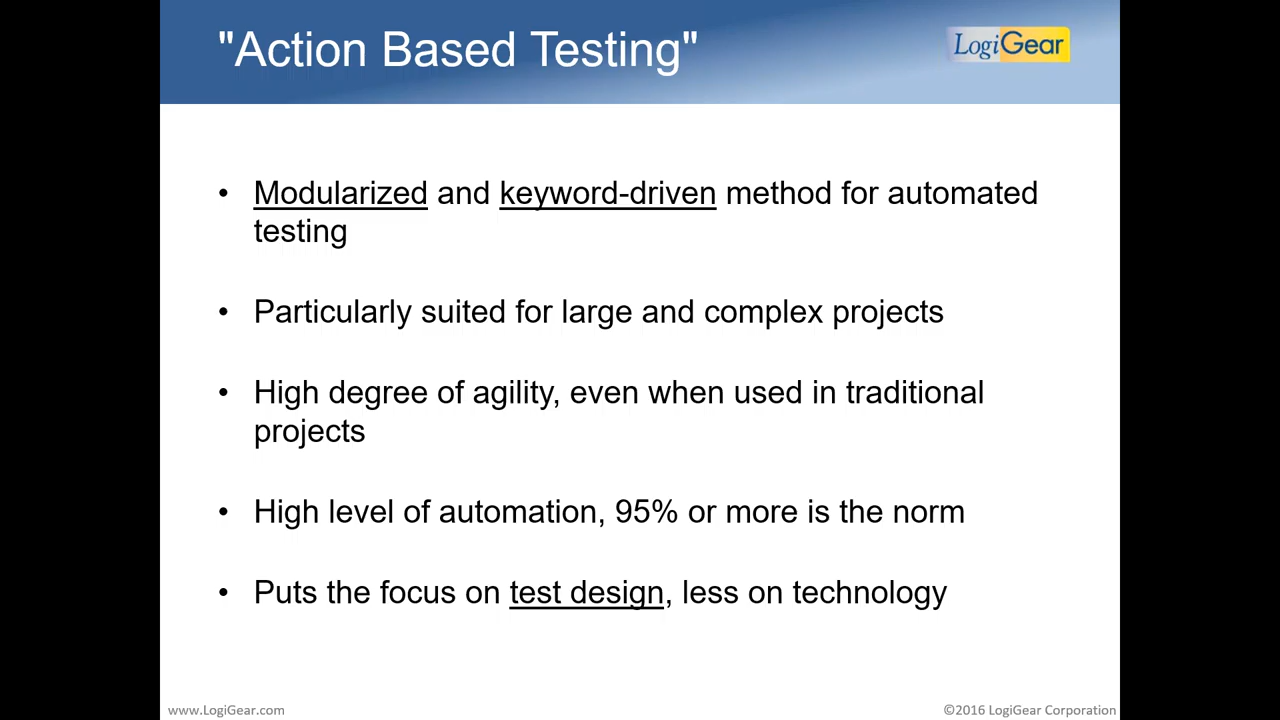 "Action Based Testing"
LogiGear
• Modularized and keyword-driven method for automated
testing
• Particularly suited for large and complex projects
• High degree of agility, even when used in traditional
projects
• High level of automation, 95% or more is the norm
• Puts the focus on test design, less on technology
www.LogiGear.com
©2016 LogiGear Corporation